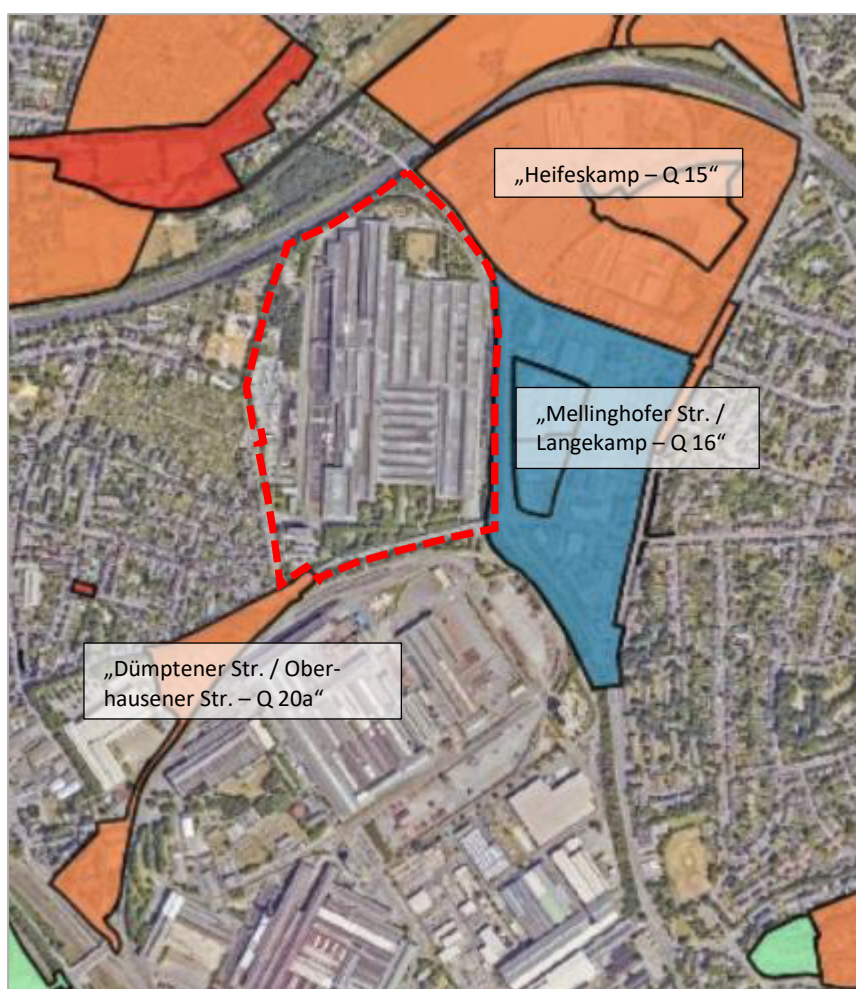 „Heifeskamp – Q 15“
„Mellinghofer Str. /
Langekamp – Q 16“
„Dümptener Str. / Ober-
hausener Str. – Q 20a“